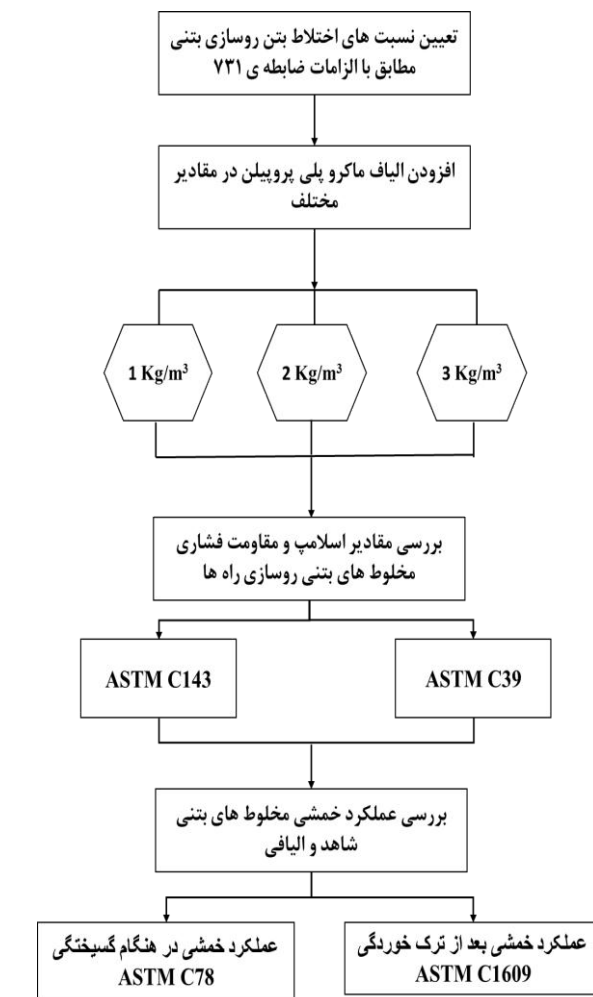 تعیین نسبت های اختلاط بتن روسازی بتنی
مطابق با الزامات ضابطه ی ۷۳۱
افزودن الیاف ماکرو پلی پروپیلن در مقادیر
مختلف
1 Kg/m³
2 Kg/m³
3 Kg/m³
بررسی مقادیر اسلامپ و مقاومت فشاری
مخلوط های بتنی روسازی راه ها
ASTM C143
ASTM C39
بررسی عملکرد خمشی مخلوط های بتنی
شاهد و الیافی
عملکرد خمشی در هنگام گسیختگی
ASTM C78
عملکرد خمشی بعد از ترک خوردگی
ASTM C1609